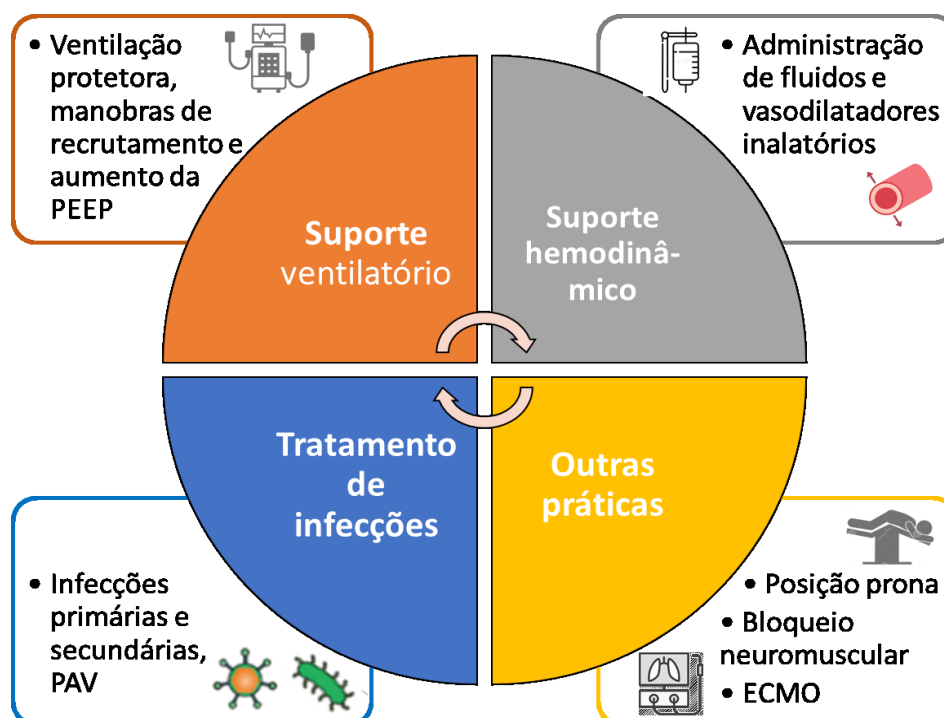 • Ventilação
protetora,
manobras de
recrutamento e
aumento da
PEEP
• Administração
de fluidos e
vasodilatadores
inalatórios
Suporte
ventilatório
Suporte
hemodinâ-
mico
Tratamento
de
infecções
Outras
práticas
• Infecções
primárias e
secundárias,
PAV
• Posição prona
• Bloqueio
neuromuscular
• ECMO